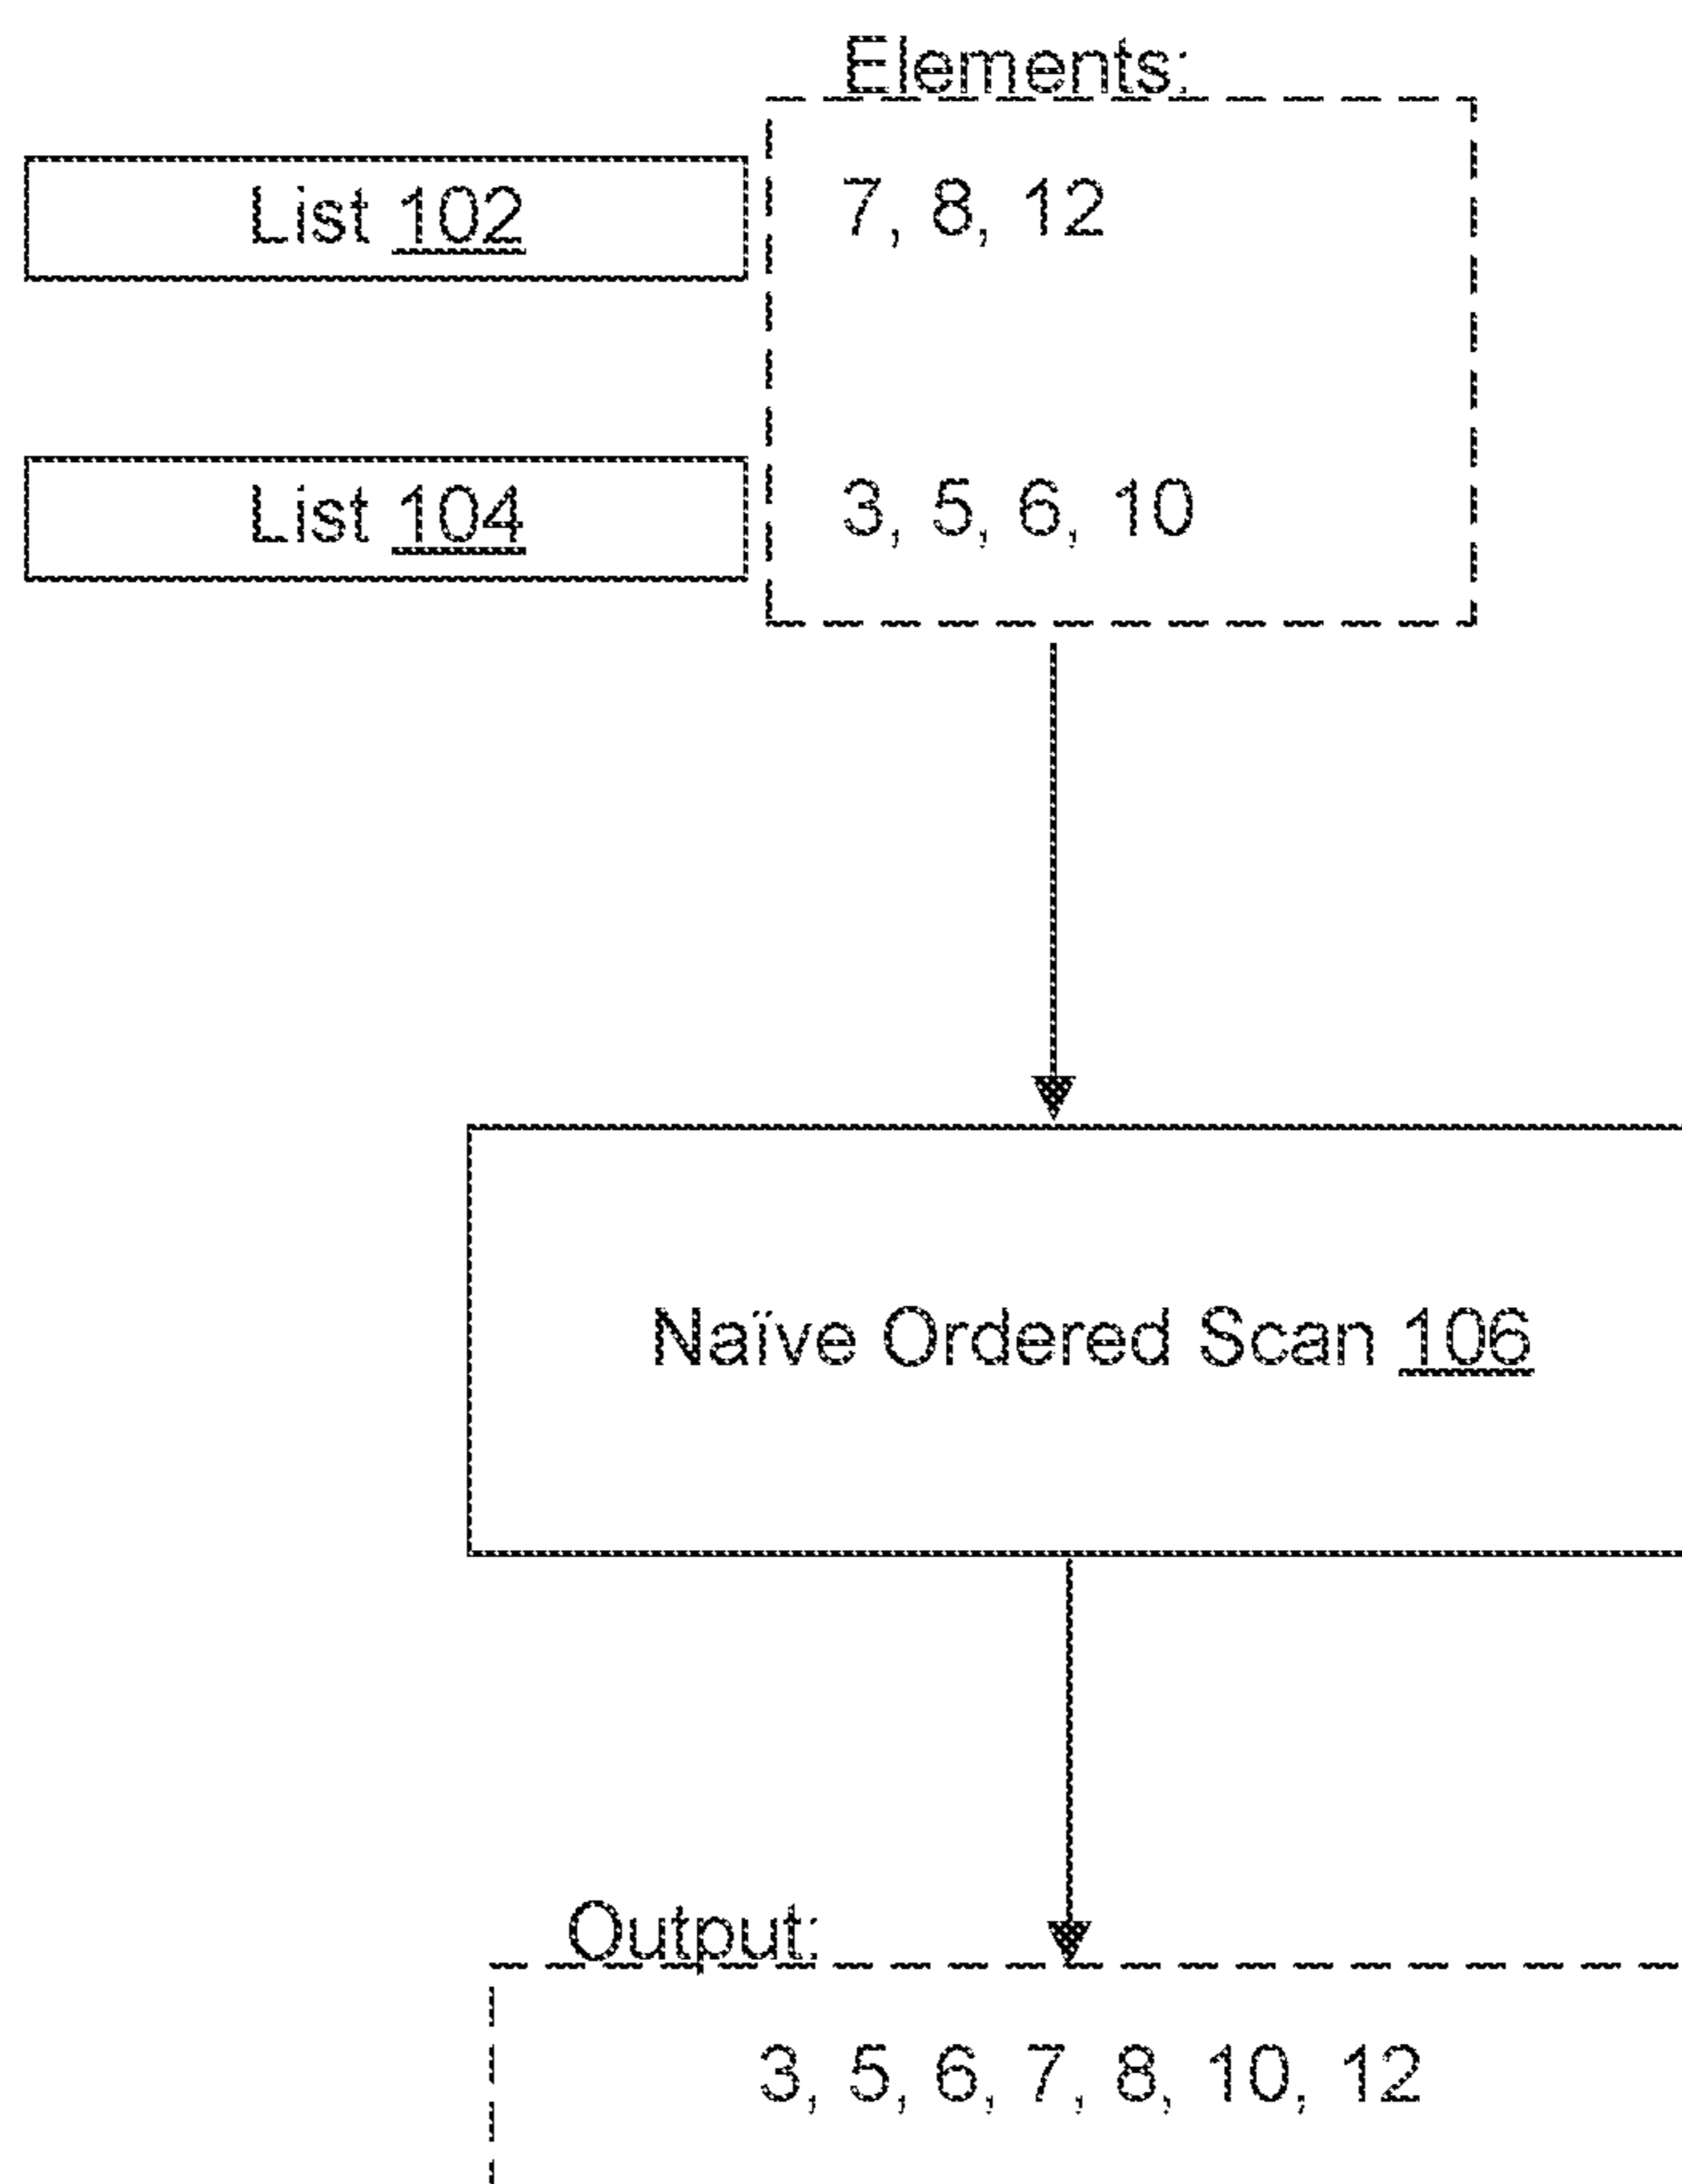 Elements:
List 102
7, 8, 12
List 104
3, 5, 6, 10
Naïve Ordered Scan 106
Output:
3, 5, 6, 7, 8, 10, 12